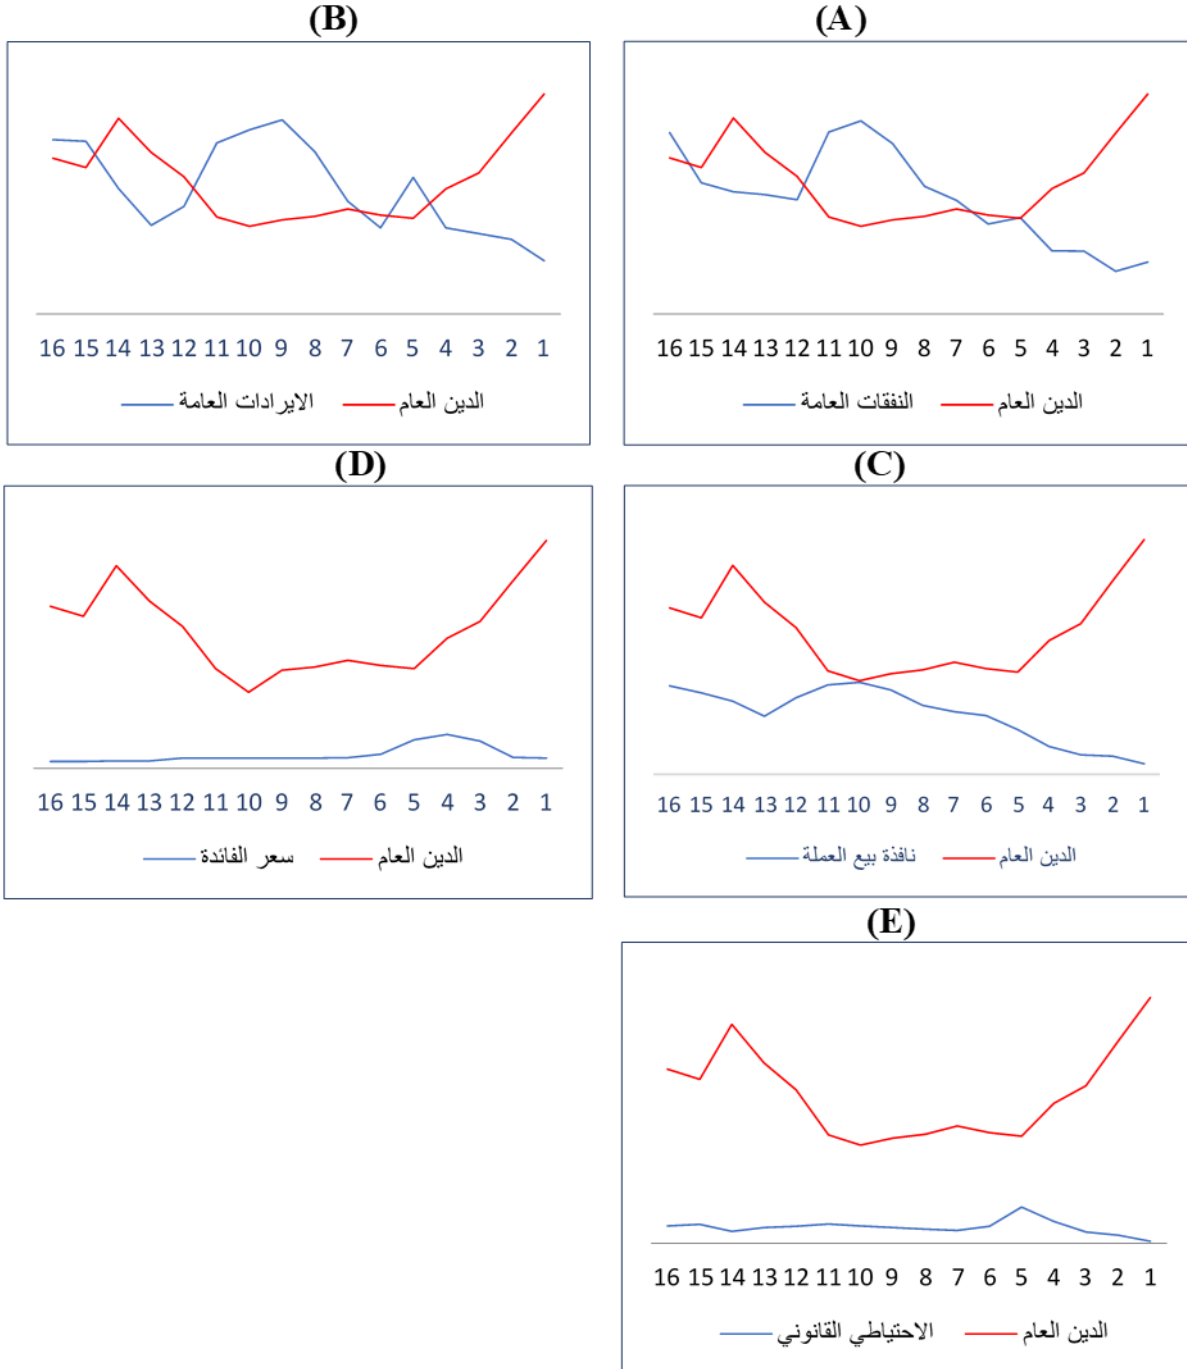 (A)
16 15 14 13 12 11 10 9 8 7 6 5 4 3 2 1
الدين العام
النفقات العامة
(B)
16 15 14 13 12 11 10 9 8 7 6 5 4 3 2 1
الدين العام
الايرادات العامة
(C)
16 15 14 13 12 11 10 9 8 7 6 5 4 3 2 1
الدين العام
نافذة بيع العملة
(D)
16 15 14 13 12 11 10 9 8 7 6 5 4 3 2 1
الدين العام
سعر الفائدة
(E)
16 15 14 13 12 11 10 9 8 7 6 5 4 3 2 1
الدين العام
الاحتياطي القانوني